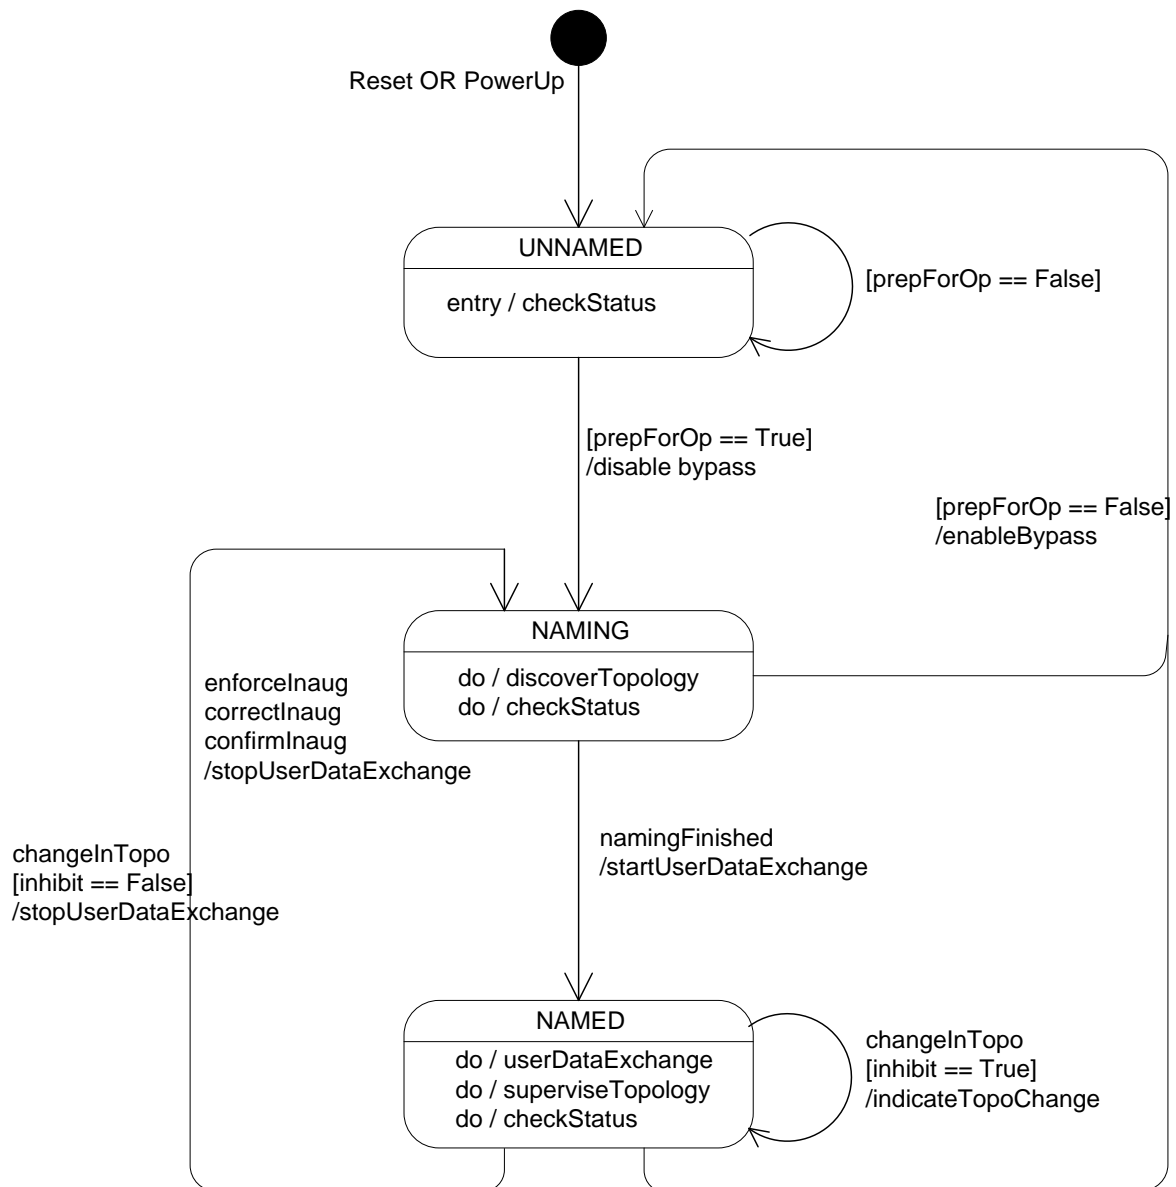 Reset OR PowerUp
UNNAMED
entry / checkStatus
[prepForOp == False]
[prepForOp == True]
/disable bypass
[prepForOp == False]
/enableBypass
NAMING
do / discoverTopology
do / checkStatus
enforceInaug
correctInaug
confirmInaug
/stopUserDataExchange
changeInTopo
[inhibit == False]
/stopUserDataExchange
namingFinished
/startUserDataExchange
NAMED
do / userDataExchange
do / superviseTopology
do / checkStatus
changeInTopo
[inhibit == True]
/indicateTopoChange